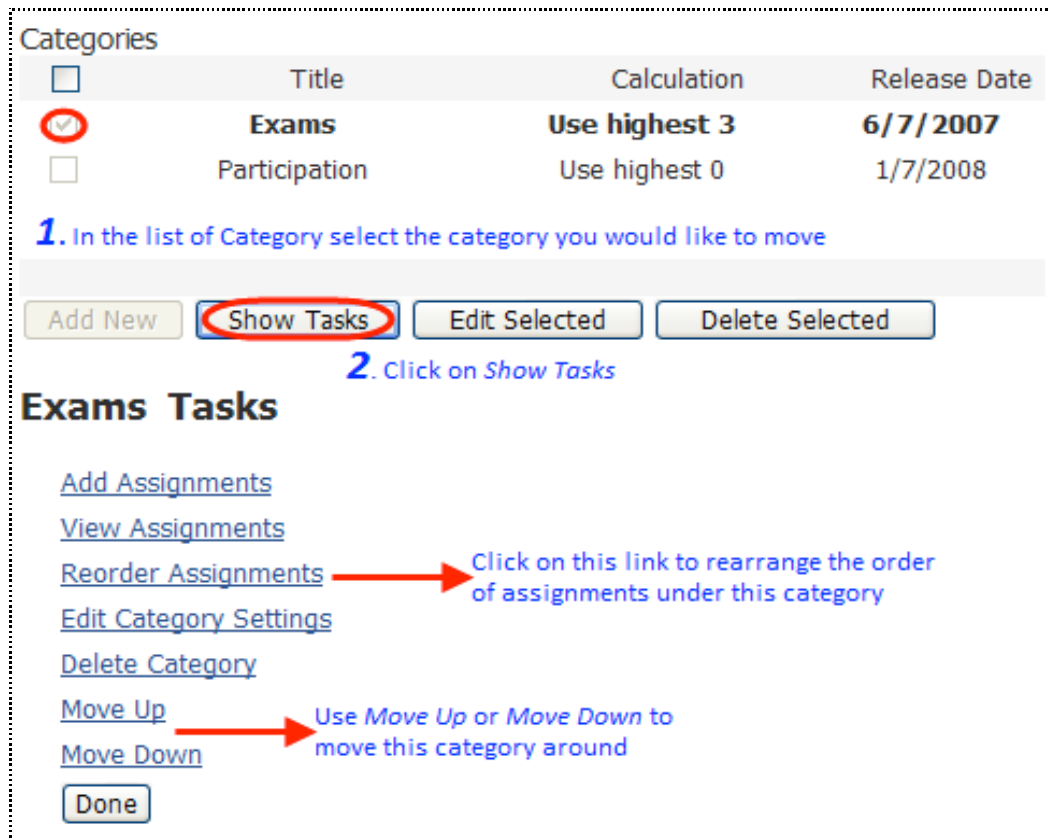 Categories
Title Calculation Release Date
Exams Use highest 3 6/7/2007
Participation Use highest 0 1/7/2008
1. In the list of Category select the category you would like to move
Add New Show Tasks Edit Selected Delete Selected
2. Click on Show Tasks
Exams Tasks
Add Assignments
View Assignments
Reorder Assignments
Click on this link to rearrange the order
of assignments under this category
Edit Category Settings
Delete Category
Move Up
Move Down
Use Move Up or Move Down to
move this category around
Done